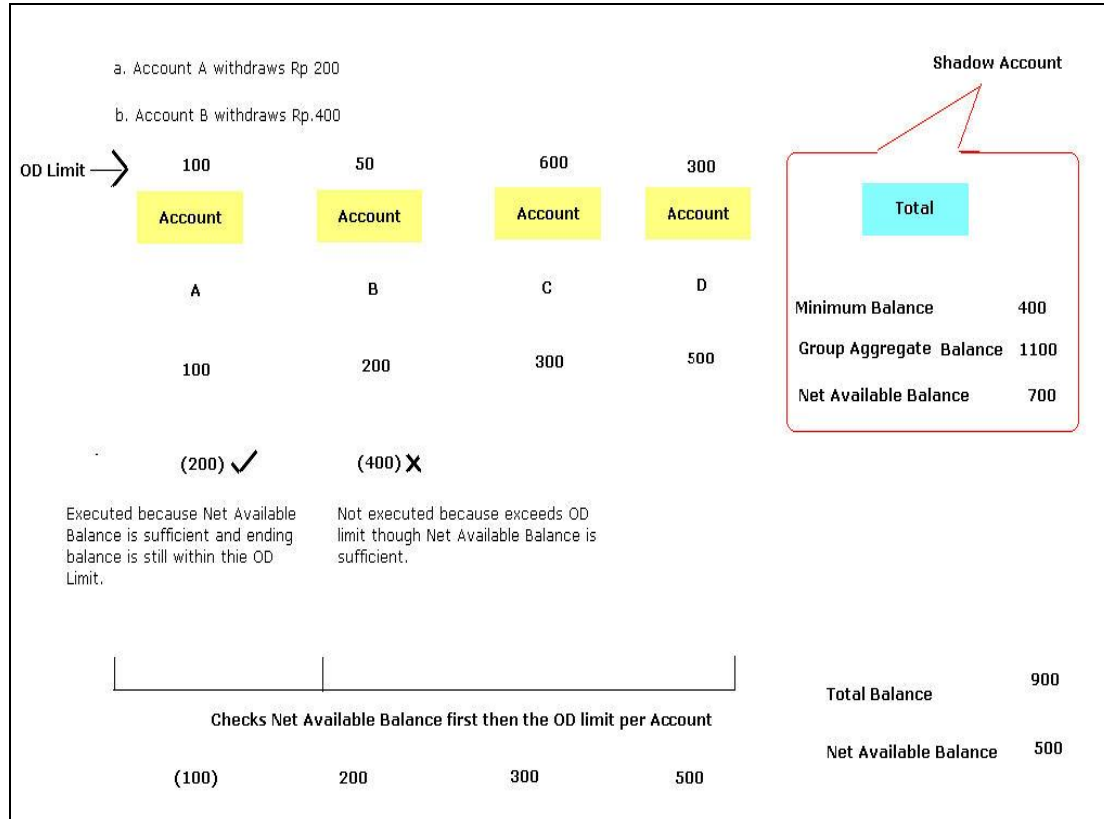 a. Account A withdraws Rp 200
Shadow Account
b. Account B withdraws Rp.400
OD Limit 100 50 600 300
Account Account Account Account Total
A B C D
Minimum Balance 400
Group Aggregate Balance 1100
100 200 300 500
Net Available Balance 700
(200) (400)
Executed because Net Available
Balance is sufficient and ending
balance is still within thie OD
Limit.
Not executed because exceeds OD
limit though Net Available Balance is
sufficient.
Total Balance 900
Checks Net Available Balance first then the OD limit per Account
Net Available Balance 500
(100) 200 300 500